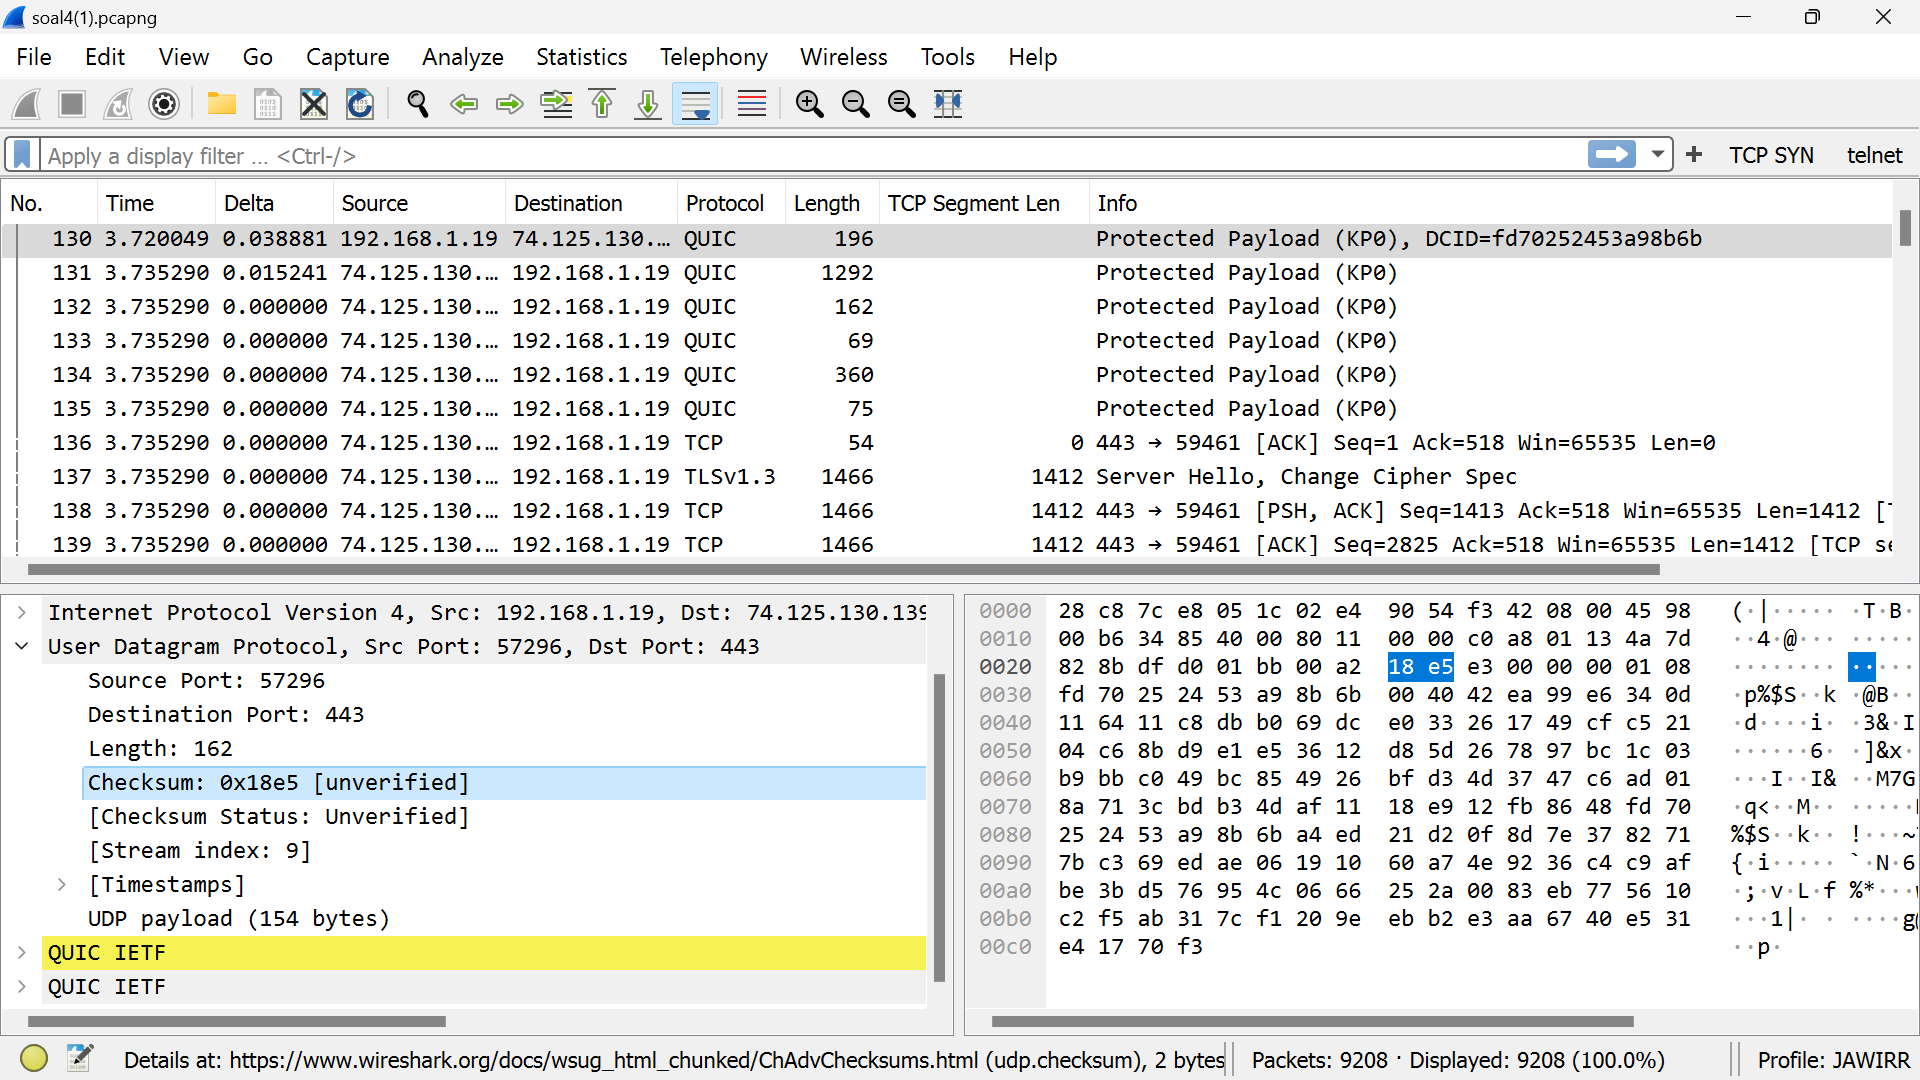 soal4(1).pcapng
File Edit View Go Capture Analyze Statistics Telephony Wireless Tools Help
Apply a display filter … <Ctrl-/>
TCP SYN telnet
No. Time Delta Source Destination Protocol Length TCP Segment Len Info
130 3.720049 0.038881 192.168.1.19 74.125.130.… QUIC 196 Protected Payload (KP0), DCID=fd70252453a98b6b
131 3.735290 0.015241 74.125.130.… 192.168.1.19 QUIC 1292 Protected Payload (KP0)
132 3.735290 0.000000 74.125.130.… 192.168.1.19 QUIC 162 Protected Payload (KP0)
133 3.735290 0.000000 74.125.130.… 192.168.1.19 QUIC 69 Protected Payload (KP0)
134 3.735290 0.000000 74.125.130.… 192.168.1.19 QUIC 360 Protected Payload (KP0)
135 3.735290 0.000000 74.125.130.… 192.168.1.19 QUIC 75 Protected Payload (KP0)
136 3.735290 0.000000 74.125.130.… 192.168.1.19 TCP 54 0 443 → 59461 [ACK] Seq=1 Ack=518 Win=65535 Len=0
137 3.735290 0.000000 74.125.130.… 192.168.1.19 TLSv1.3 1466 1412 Server Hello, Change Cipher Spec
138 3.735290 0.000000 74.125.130.… 192.168.1.19 TCP 1466 1412 443 → 59461 [PSH, ACK] Seq=1413 Ack=518 Win=65535 Len=1412 [
139 3.735290 0.000000 74.125.130.… 192.168.1.19 TCP 1466 1412 443 → 59461 [ACK] Seq=2825 Ack=518 Win=65535 Len=1412 [TCP s
Internet Protocol Version 4, Src: 192.168.1.19, Dst: 74.125.130.139
User Datagram Protocol, Src Port: 57296, Dst Port: 443
Source Port: 57296
Destination Port: 443
Length: 162
Checksum: 0x18e5 [unverified]
[Checksum Status: Unverified]
[Stream index: 9]
[Timestamps]
UDP payload (154 bytes)
QUIC IETF
QUIC IETF
0000 28 c8 7c e8 05 1c 02 e4 90 54 f3 42 08 00 45 98 (·|····· ·T·B·
0010 00 b6 34 85 40 00 80 11 00 00 c0 a8 01 13 4a 7d ··4·@··· ······
0020 82 8b df d0 01 bb 00 a2 18 e5 e3 00 00 00 01 08 ········ ·····
0030 fd 70 25 24 53 a9 8b 6b 00 40 42 ea 99 e6 34 0d ·p%$S··k ·@B··
0040 11 64 11 c8 db b0 69 dc e0 33 26 17 49 cf c5 21 ·d····i· ·3&·I
0050 04 c6 8b d9 e1 e5 36 12 d8 5d 26 78 97 bc 1c 03 ······6· ·]&x·
0060 b9 bb c0 49 bc 85 49 26 bf d3 4d 37 47 c6 ad 01 ···I··I& ··M7G
0070 8a 71 3c bd b3 4d af 11 18 e9 12 fb 86 48 fd 70 ·q<··M·· ·····
0080 25 24 53 a9 8b 6b a4 ed 21 d2 0f 8d 7e 37 82 71 %$S··k·· !···~
0090 7b c3 69 ed ae 06 19 10 60 a7 4e 92 36 c4 c9 af {·i····· `·N·6
00a0 be 3b d5 76 95 4c 06 66 25 2a 00 83 eb 77 56 10 ·;·v·L·f %*···
00b0 c2 f5 ab 31 7c f1 20 9e eb b2 e3 aa 67 40 e5 31 ···1|· · ····g
00c0 e4 17 70 f3 ··p·
Details at: https://www.wireshark.org/docs/wsug_html_chunked/ChAdvChecksums.html (udp.checksum), 2 bytes
Packets: 9208 · Displayed: 9208 (100.0%)
Profile: JAWIRR